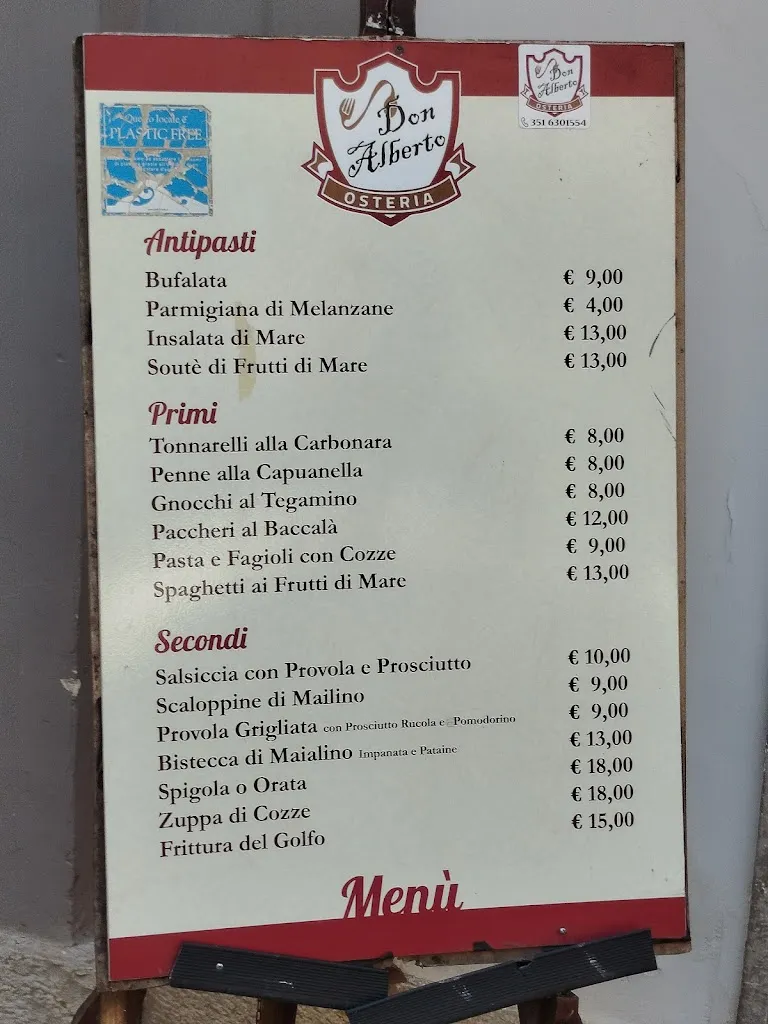 Don
Alberto
OSTERIA
Don
Alberto
OSTERIA
351 6301554
Questo locale è
PLASTIC FREE
Antipasti
Bufalata € 9,00
Parmigiana di Melanzane € 4,00
Insalata di Mare € 13,00
Soutè di Frutti di Mare € 13,00
Primi
Tonnarelli alla Carbonara € 8,00
Penne alla Capuanella € 8,00
Gnocchi al Tegamino € 8,00
Paccheri al Baccalà € 12,00
Pasta e Fagioli con Cozze € 9,00
Spaghetti ai Frutti di Mare € 13,00
Secondi
Salsiccia con Provola e Prosciutto € 10,00
Scaloppine di Mailino € 9,00
Provola Grigliata con Prosciutto Rucola e Pomodorino € 9,00
Bistecca di Maialino Impanata e Pataine € 13,00
Spigola o Orata € 18,00
Zuppa di Cozze € 18,00
Frittura del Golfo € 15,00
Menù